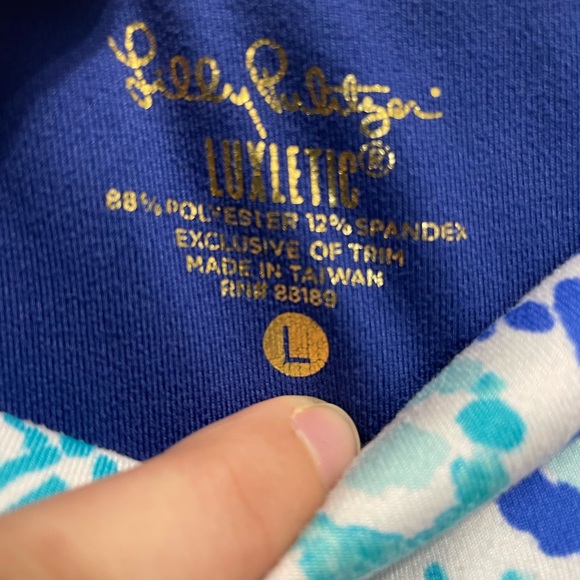 Lilly Pulitzer®
LUXLETIC®
88% POLYESTER 12% SPANDEX
EXCLUSIVE OF TRIM
MADE IN TAIWAN
RN# 88189
L